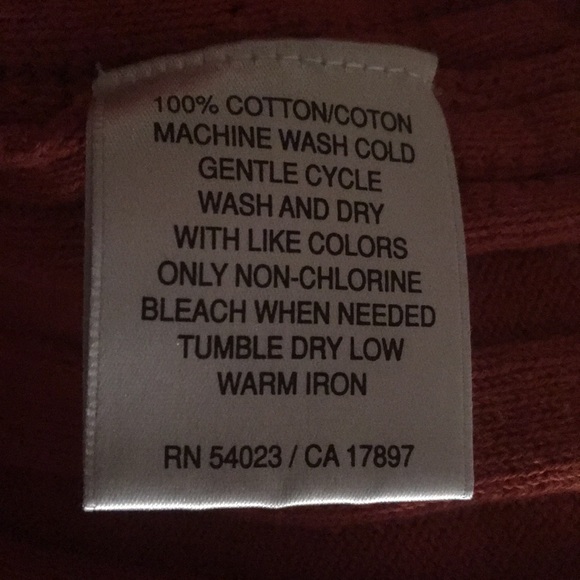 100% COTTON/COTON
MACHINE WASH COLD
GENTLE CYCLE
WASH AND DRY
WITH LIKE COLORS
ONLY NON-CHLORINE
BLEACH WHEN NEEDED
TUMBLE DRY LOW
WARM IRON
RN 54023 / CA 17897